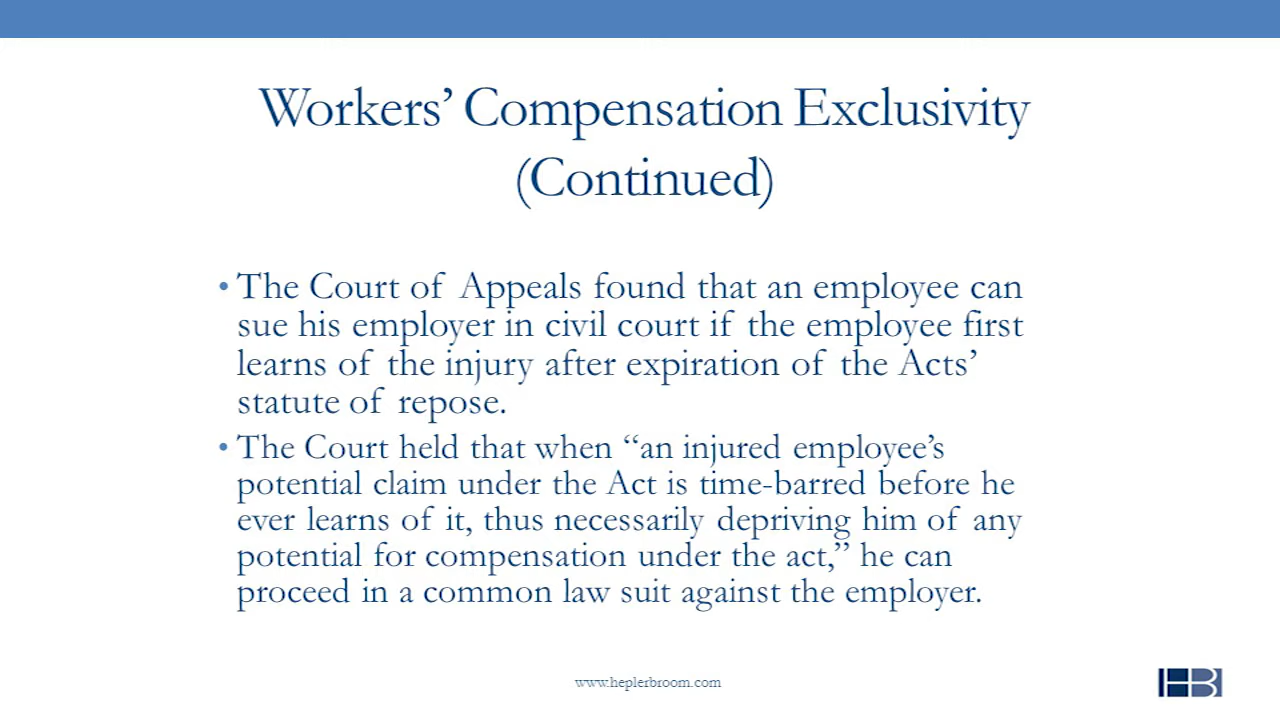 Workers’ Compensation Exclusivity
(Continued)
• The Court of Appeals found that an employee can
sue his employer in civil court if the employee first
learns of the injury after expiration of the Acts’
statute of repose.
• The Court held that when “an injured employee’s
potential claim under the Act is time-barred before he
ever learns of it, thus necessarily depriving him of any
potential for compensation under the act,” he can
proceed in a common law suit against the employer.
www.heplerbroom.com
HB